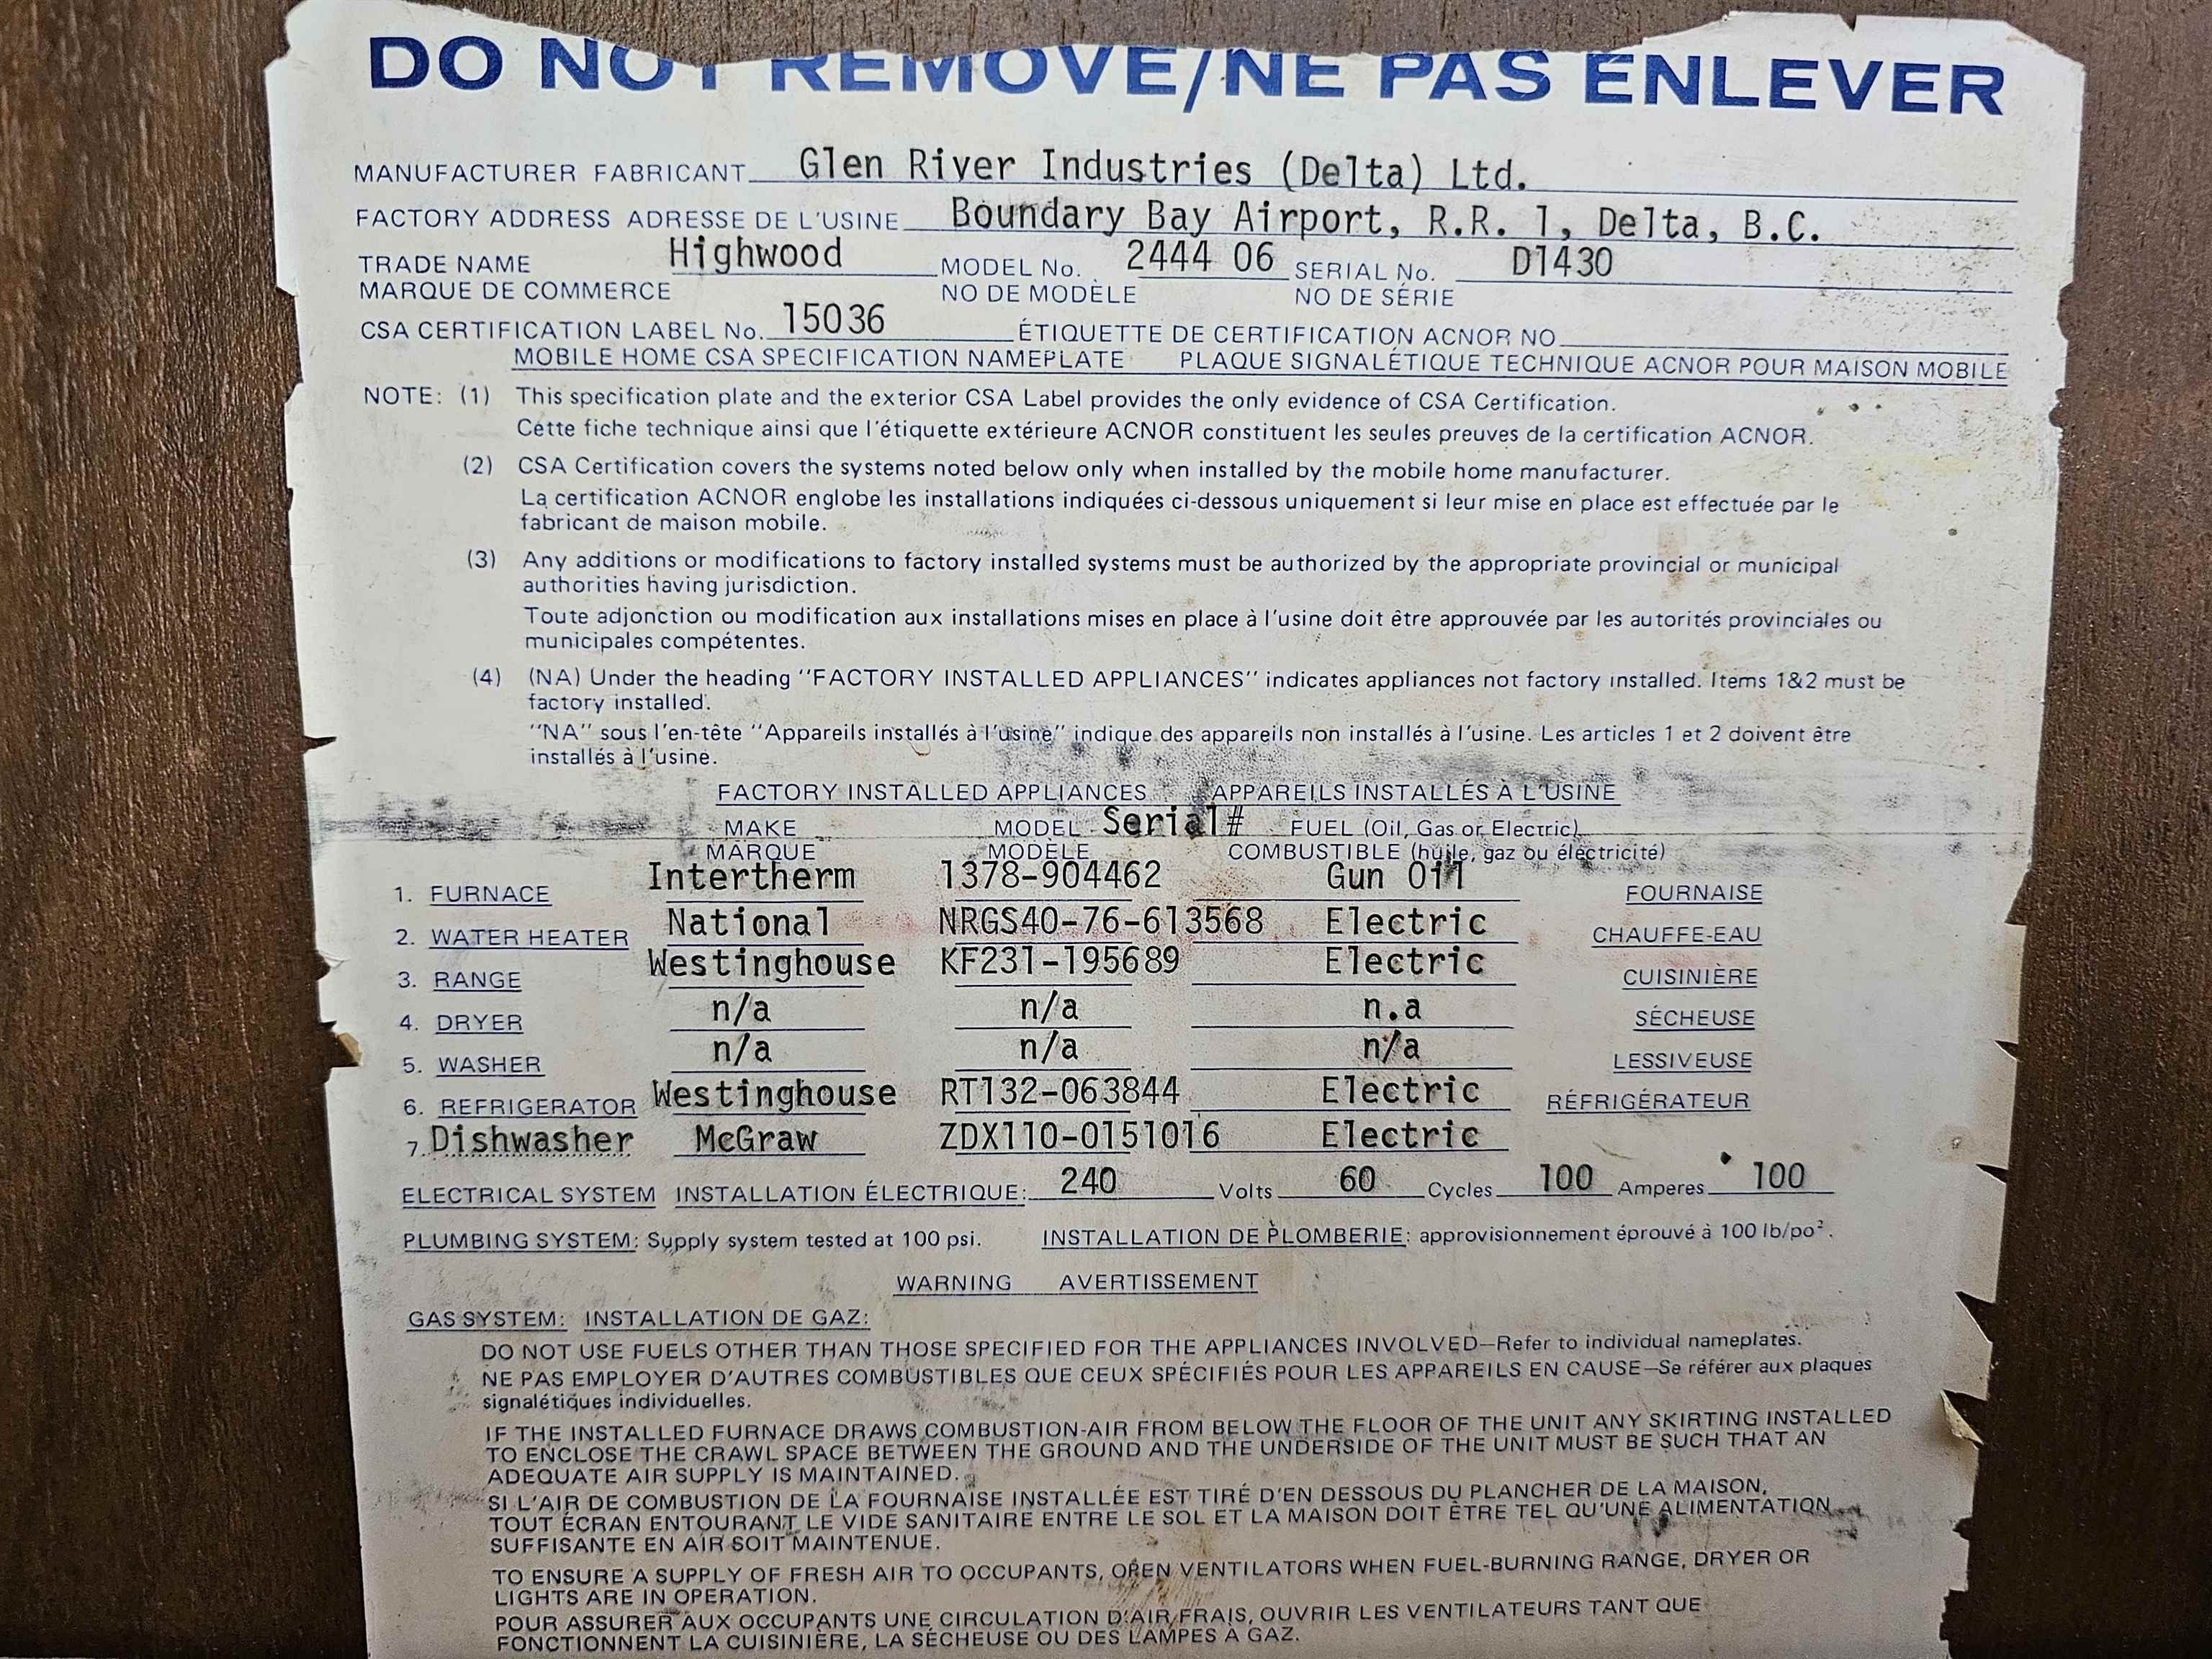 DO NOT REMOVE/NE PAS ENLEVER
MANUFACTURER FABRICANT Glen River Industries (Delta) Ltd.
FACTORY ADDRESS ADRESSE DE L'USINE Boundary Bay Airport, R.R. 1, Delta, B.C.
TRADE NAME Highwood MODEL No. 2444 06 SERIAL No. D1430
MARQUE DE COMMERCE NO DE MODÈLE NO DE SÉRIE
CSA CERTIFICATION LABEL No. 15036 ÉTIQUETTE DE CERTIFICATION ACNOR NO
MOBILE HOME CSA SPECIFICATION NAMEPLATE PLAQUE SIGNALÉTIQUE TECHNIQUE ACNOR POUR MAISON MOBILE
NOTE: (1) This specification plate and the exterior CSA Label provides the only evidence of CSA Certification.
Cette fiche technique ainsi que l'étiquette extérieure ACNOR constituent les seules preuves de la certification ACNOR.
(2) CSA Certification covers the systems noted below only when installed by the mobile home manufacturer.
La certification ACNOR englobe les installations indiquées ci-dessous uniquement si leur mise en place est effectuée par le
fabricant de maison mobile.
(3) Any additions or modifications to factory installed systems must be authorized by the appropriate provincial or municipal
authorities having jurisdiction.
Toute adjonction ou modification aux installations mises en place à l'usine doit être approuvée par les autorités provinciales ou
municipales compétentes.
(4) (NA) Under the heading "FACTORY INSTALLED APPLIANCES" indicates appliances not factory installed. Items 1&2 must be
factory installed.
"NA" sous l'en-tête "Appareils installés à l'usine" indique des appareils non installés à l'usine. Les articles 1 et 2 doivent être
installés à l'usine.
FACTORY INSTALLED APPLIANCES APPAREILS INSTALLÉS À L'USINE
MAKE MODEL Serial# FUEL (Oil, Gas or Electric)
MARQUE MODÈLE COMBUSTIBLE (huile, gaz ou électricité)
1. FURNACE Intertherm 1378-904462 Gun Oil FOURNAISE
2. WATER HEATER National NRGS40-76-613568 Electric CHAUFFE-EAU
3. RANGE Westinghouse KF231-195689 Electric CUISINIÈRE
4. DRYER n/a n/a n.a SÉCHEUSE
5. WASHER n/a n/a n/a LESSIVEUSE
6. REFRIGERATOR Westinghouse RT132-063844 Electric RÉFRIGÉRATEUR
7. Dishwasher McGraw ZDX110-0151016 Electric
ELECTRICAL SYSTEM INSTALLATION ÉLECTRIQUE: 240 Volts 60 Cycles 100 Amperes 100
PLUMBING SYSTEM: Supply system tested at 100 psi. INSTALLATION DE PLOMBERIE: approvisionnement éprouvé à 100 lb/po².
WARNING AVERTISSEMENT
GAS SYSTEM: INSTALLATION DE GAZ:
DO NOT USE FUELS OTHER THAN THOSE SPECIFIED FOR THE APPLIANCES INVOLVED—Refer to individual nameplates.
NE PAS EMPLOYER D'AUTRES COMBUSTIBLES QUE CEUX SPÉCIFIÉS POUR LES APPAREILS EN CAUSE—Se référer aux plaques
signalétiques individuelles.
IF THE INSTALLED FURNACE DRAWS COMBUSTION-AIR FROM BELOW THE FLOOR OF THE UNIT ANY SKIRTING INSTALLED
TO ENCLOSE THE CRAWL SPACE BETWEEN THE GROUND AND THE UNDERSIDE OF THE UNIT MUST BE SUCH THAT AN
ADEQUATE AIR SUPPLY IS MAINTAINED.
SI L'AIR DE COMBUSTION DE LA FOURNAISE INSTALLÉE EST TIRÉ D'EN DESSOUS DU PLANCHER DE LA MAISON,
TOUT ÉCRAN ENTOURANT LE VIDE SANITAIRE ENTRE LE SOL ET LA MAISON DOIT ÊTRE TEL QU'UNE ALIMENTATION
SUFFISANTE EN AIR SOIT MAINTENUE.
TO ENSURE A SUPPLY OF FRESH AIR TO OCCUPANTS, OPEN VENTILATORS WHEN FUEL-BURNING RANGE, DRYER OR
LIGHTS ARE IN OPERATION.
POUR ASSURER AUX OCCUPANTS UNE CIRCULATION D'AIR FRAIS, OUVRIR LES VENTILATEURS TANT QUE
FONCTIONNENT LA CUISINIÈRE, LA SÉCHEUSE OU DES LAMPES À GAZ.